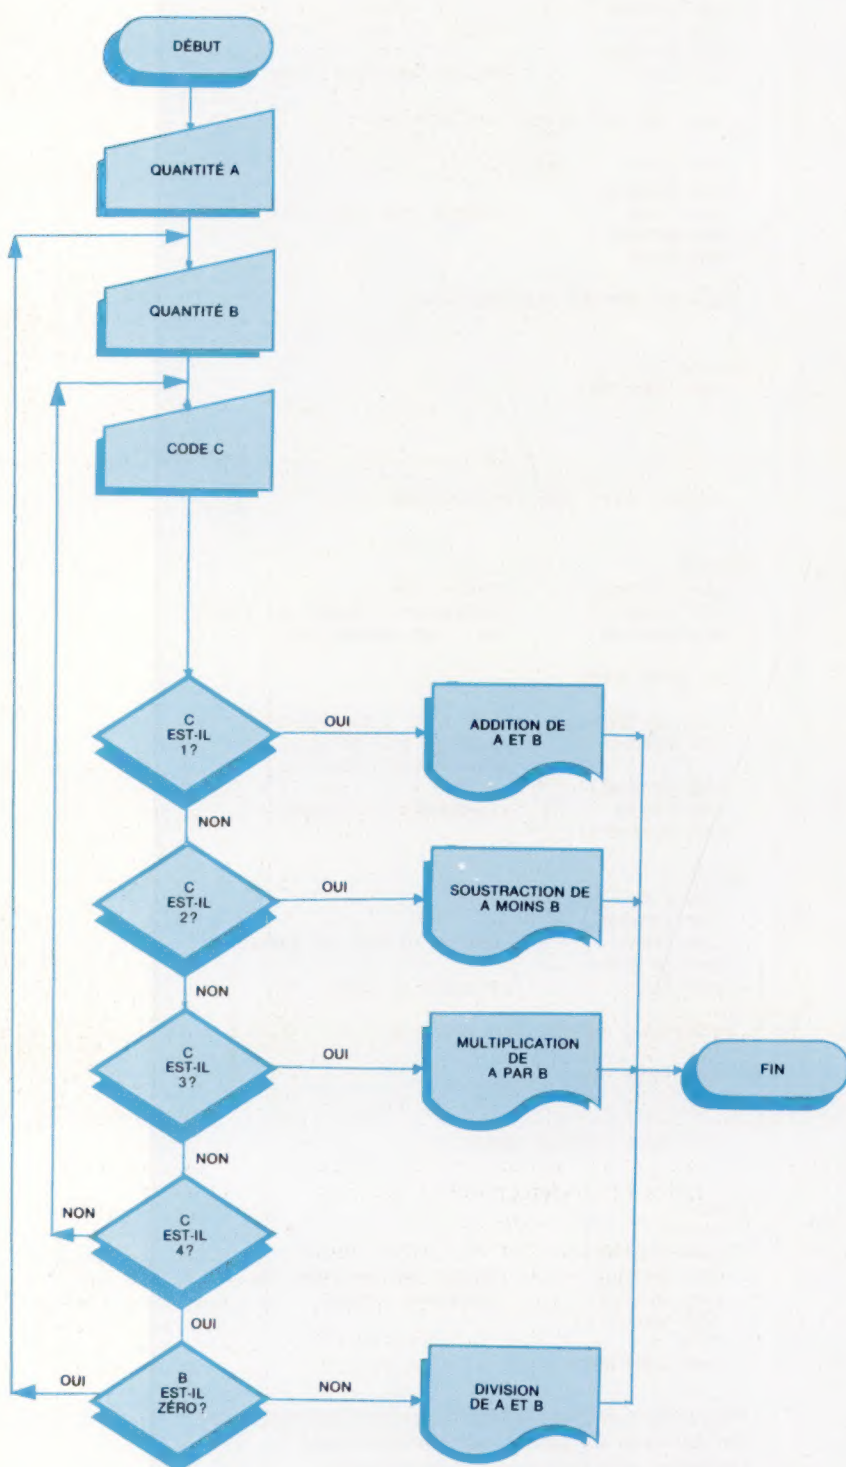 DÉBUT
QUANTITÉ A
QUANTITÉ B
CODE C
C
EST-IL
1?
OUI
ADDITION DE
A ET B
NON
C
EST-IL
2?
OUI
SOUSTRACTION DE
A MOINS B
NON
C
EST-IL
3?
OUI
MULTIPLICATION
DE
A PAR B
FIN
NON
NON
C
EST-IL
4?
OUI
OUI
B
EST-IL
ZÉRO?
NON
DIVISION
DE A ET B